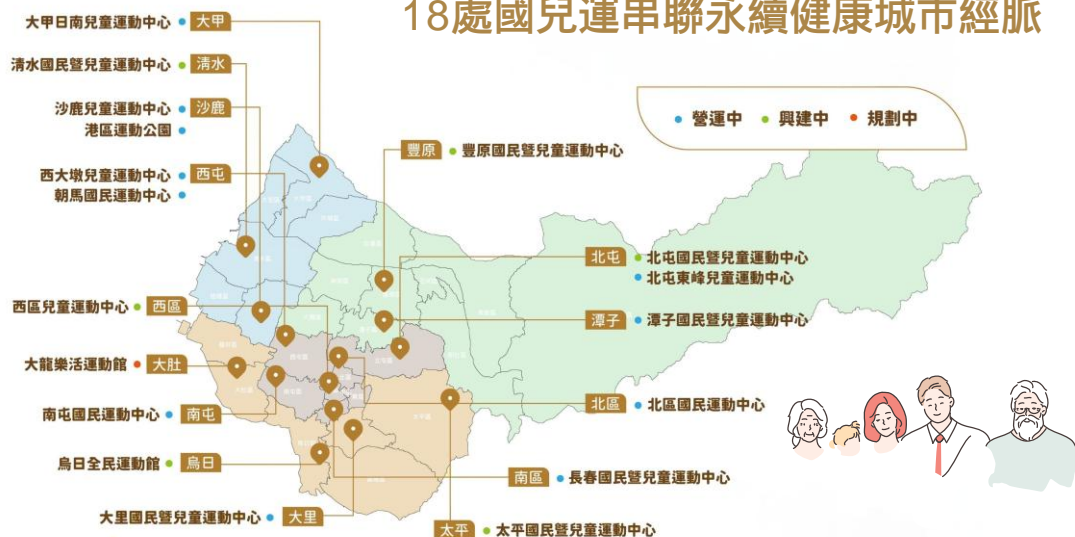 18處國兒運串聯永續健康城市經脈
營運中 興建中 規劃中
大甲日南兒童運動中心 大甲
清水國民暨兒童運動中心 清水
沙鹿兒童運動中心 沙鹿
港區運動公園
西大墩兒童運動中心 西屯
朝馬國民運動中心
西區兒童運動中心 西區
大龍樂活運動館 大肚
南屯國民運動中心 南屯
烏日全民運動館 烏日
大里國民暨兒童運動中心 大里
豐原 豐原國民暨兒童運動中心
北屯 北屯國民暨兒童運動中心
北屯東峰兒童運動中心
潭子 潭子國民暨兒童運動中心
北區 北區國民運動中心
南區 長春國民暨兒童運動中心
太平 太平國民暨兒童運動中心